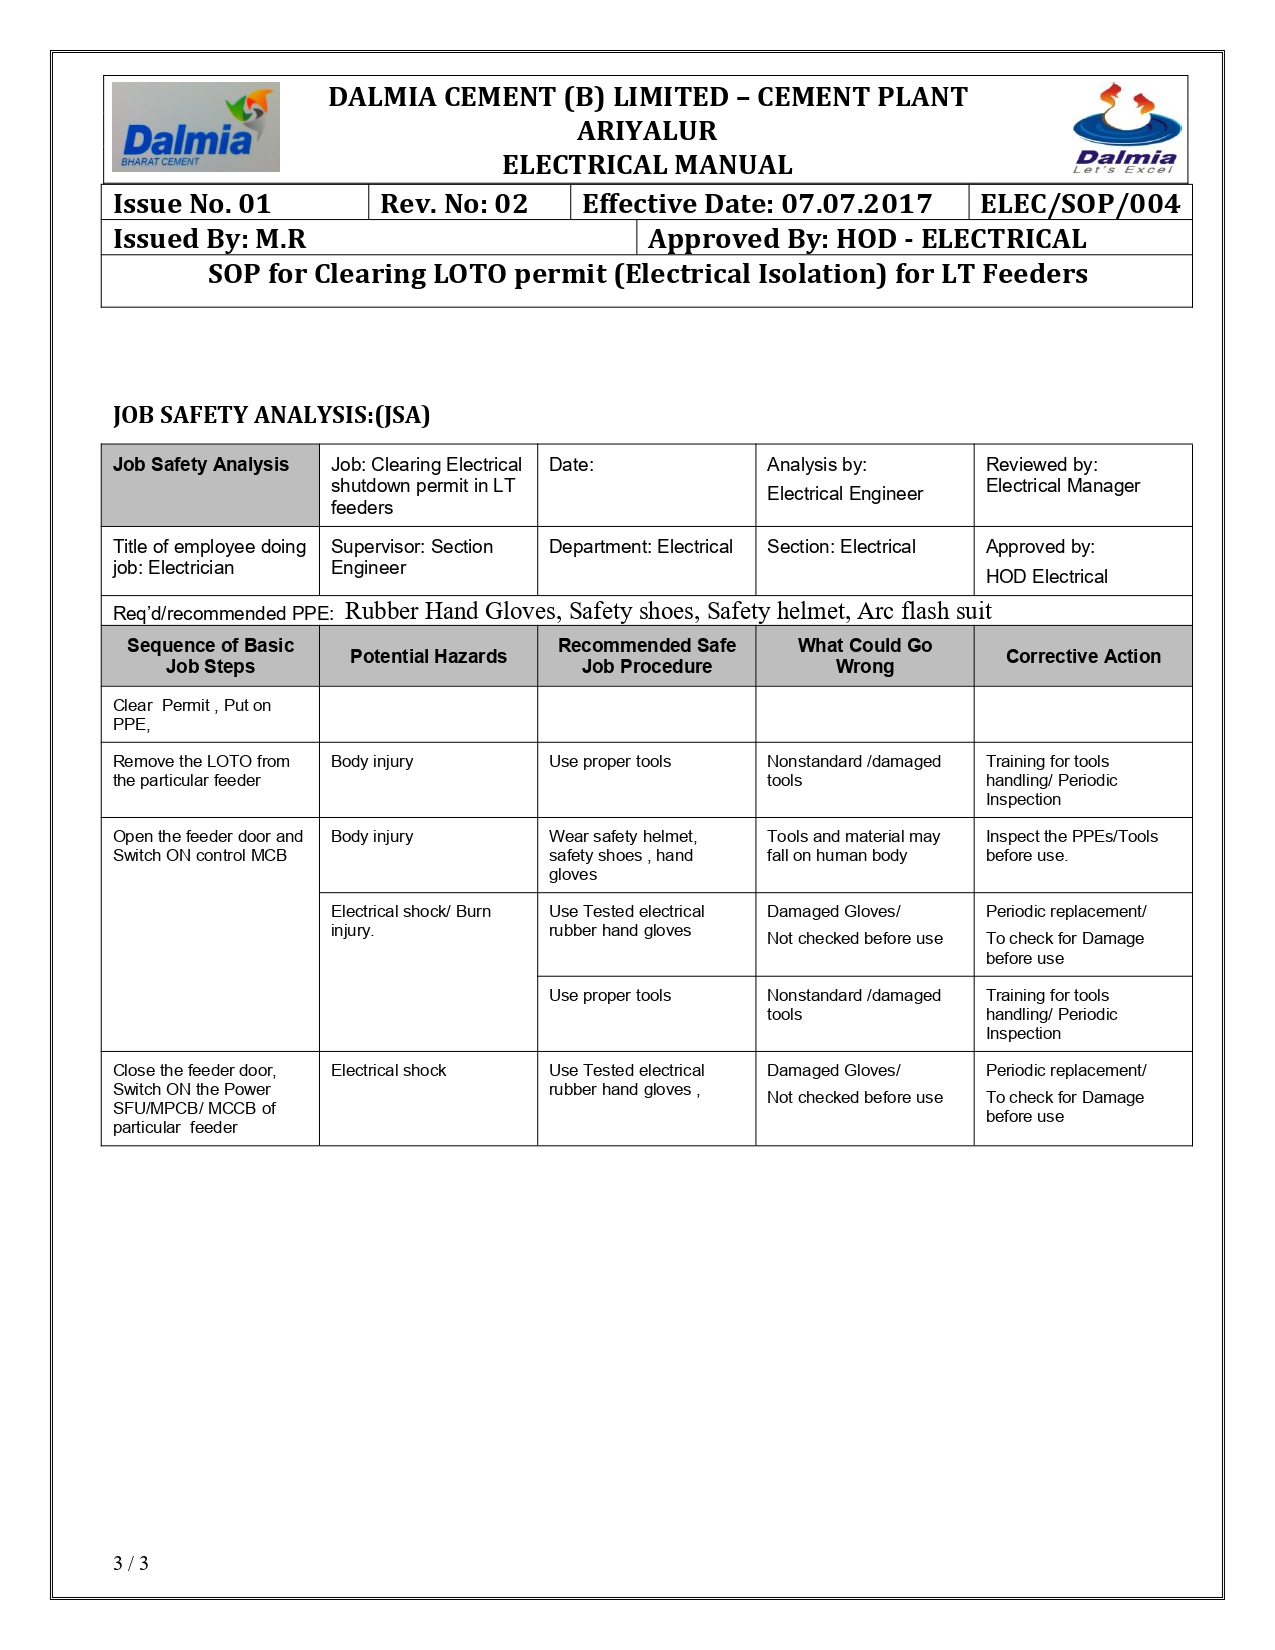 Dalmia
BHARAT CEMENT
DALMIA CEMENT (B) LIMITED – CEMENT PLANT
ARIYALUR
ELECTRICAL MANUAL
Dalmia
Let's Excel
Issue No. 01 Rev. No: 02 Effective Date: 07.07.2017 ELEC/SOP/004
Issued By: M.R Approved By: HOD - ELECTRICAL
SOP for Clearing LOTO permit (Electrical Isolation) for LT Feeders
JOB SAFETY ANALYSIS:(JSA)
Job Safety Analysis
Job: Clearing Electrical
shutdown permit in LT
feeders
Date:
Analysis by:
Electrical Engineer
Reviewed by:
Electrical Manager
Title of employee doing
job: Electrician
Supervisor: Section
Engineer
Department: Electrical
Section: Electrical
Approved by:
HOD Electrical
Req'd/recommended PPE: Rubber Hand Gloves, Safety shoes, Safety helmet, Arc flash suit
Sequence of Basic
Job Steps
Potential Hazards
Recommended Safe
Job Procedure
What Could Go
Wrong
Corrective Action
Clear Permit , Put on
PPE,
Remove the LOTO from
the particular feeder
Body injury
Use proper tools
Nonstandard /damaged
tools
Training for tools
handling/ Periodic
Inspection
Open the feeder door and
Switch ON control MCB
Body injury
Wear safety helmet,
safety shoes , hand
gloves
Tools and material may
fall on human body
Inspect the PPEs/Tools
before use.
Electrical shock/ Burn
injury.
Use Tested electrical
rubber hand gloves
Damaged Gloves/
Not checked before use
Periodic replacement/
To check for Damage
before use
Use proper tools
Nonstandard /damaged
tools
Training for tools
handling/ Periodic
Inspection
Close the feeder door,
Switch ON the Power
SFU/MPCB/ MCCB of
particular feeder
Electrical shock
Use Tested electrical
rubber hand gloves ,
Damaged Gloves/
Not checked before use
Periodic replacement/
To check for Damage
before use
3 / 3